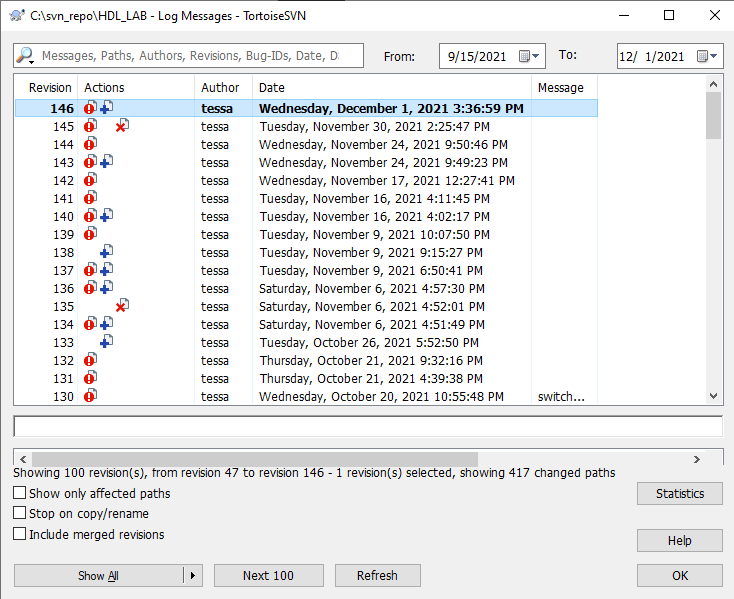 C:\svn_repo\HDL_LAB - Log Messages - TortoiseSVN
Messages, Paths, Authors, Revisions, Bug-IDs, Date, D From: 9/15/2021 To: 12/ 1/2021
Revision Actions Author Date Message
146 tessa Wednesday, December 1, 2021 3:36:59 PM
145 tessa Tuesday, November 30, 2021 2:25:47 PM
144 tessa Wednesday, November 24, 2021 9:50:46 PM
143 tessa Wednesday, November 24, 2021 9:49:23 PM
142 tessa Wednesday, November 17, 2021 12:27:41 PM
141 tessa Tuesday, November 16, 2021 4:11:45 PM
140 tessa Tuesday, November 16, 2021 4:02:17 PM
139 tessa Tuesday, November 9, 2021 10:07:50 PM
138 tessa Tuesday, November 9, 2021 9:15:27 PM
137 tessa Tuesday, November 9, 2021 6:50:41 PM
136 tessa Saturday, November 6, 2021 4:57:30 PM
135 tessa Saturday, November 6, 2021 4:52:01 PM
134 tessa Saturday, November 6, 2021 4:51:49 PM
133 tessa Tuesday, October 26, 2021 5:52:50 PM
132 tessa Thursday, October 21, 2021 9:32:16 PM
131 tessa Thursday, October 21, 2021 4:39:38 PM
130 tessa Wednesday, October 20, 2021 10:55:48 PM switch...
Showing 100 revision(s), from revision 47 to revision 146 - 1 revision(s) selected, showing 417 changed paths
Show only affected paths
Statistics
Stop on copy/rename
Include merged revisions
Help
Show All Next 100 Refresh OK